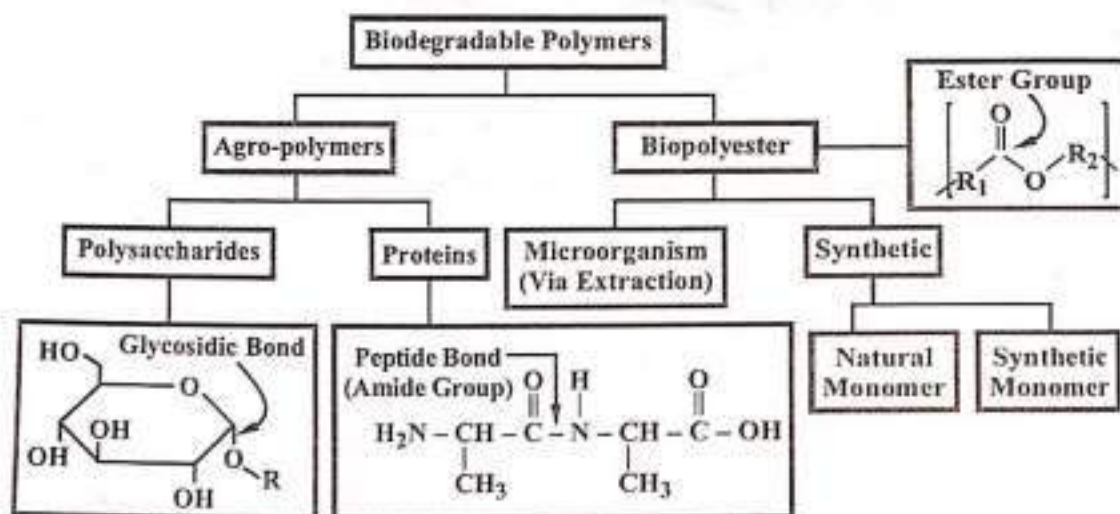 Biodegradable Polymers
Ester Group
O
R1
O
R2
Agro-polymers
Biopolyester
Polysaccharides
Proteins
Microorganism
(Via Extraction)
Synthetic
Natural
Monomer
Synthetic
Monomer
HO
Glycosidic Bond
O
OH
OH
OH
O
R
Peptide Bond
(Amide Group)
O H O
H₂N – CH – C – N – CH – C – OH
CH₃ CH₃